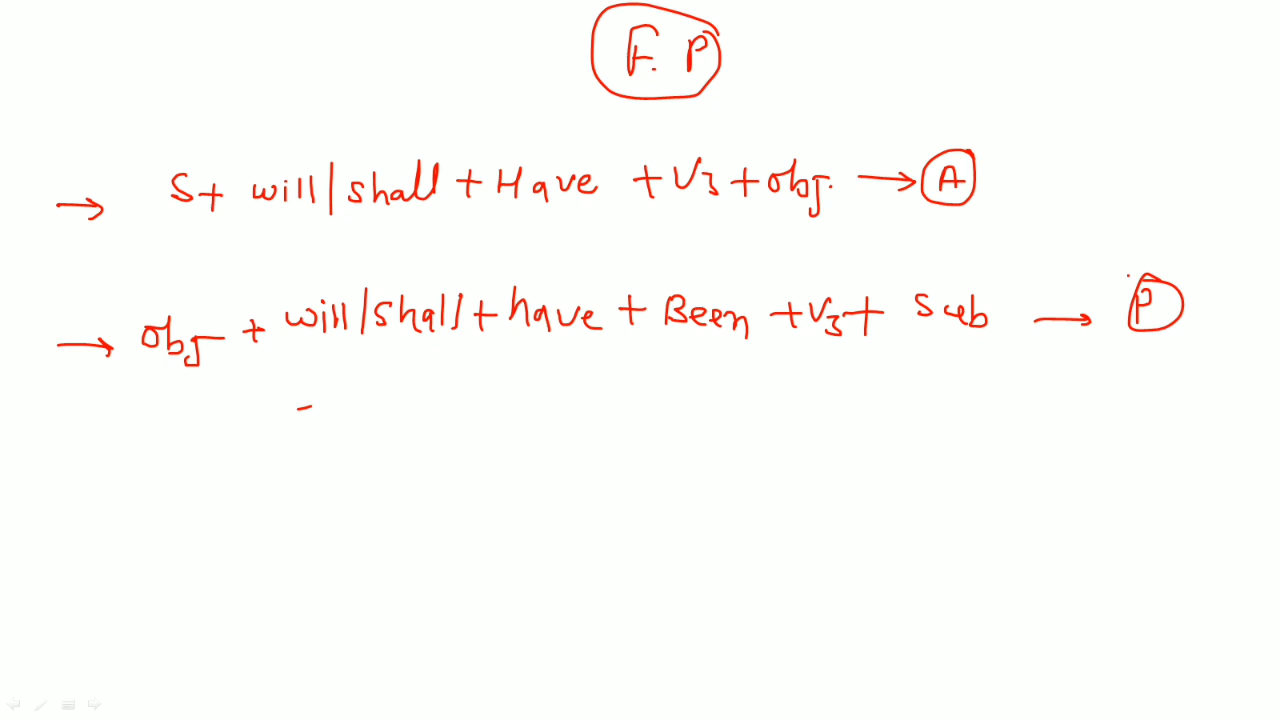 F. P
→ S + will/shall + Have + V3 + obj. → A
→ obj + will/shall + have + Been + V3 + Sub → P